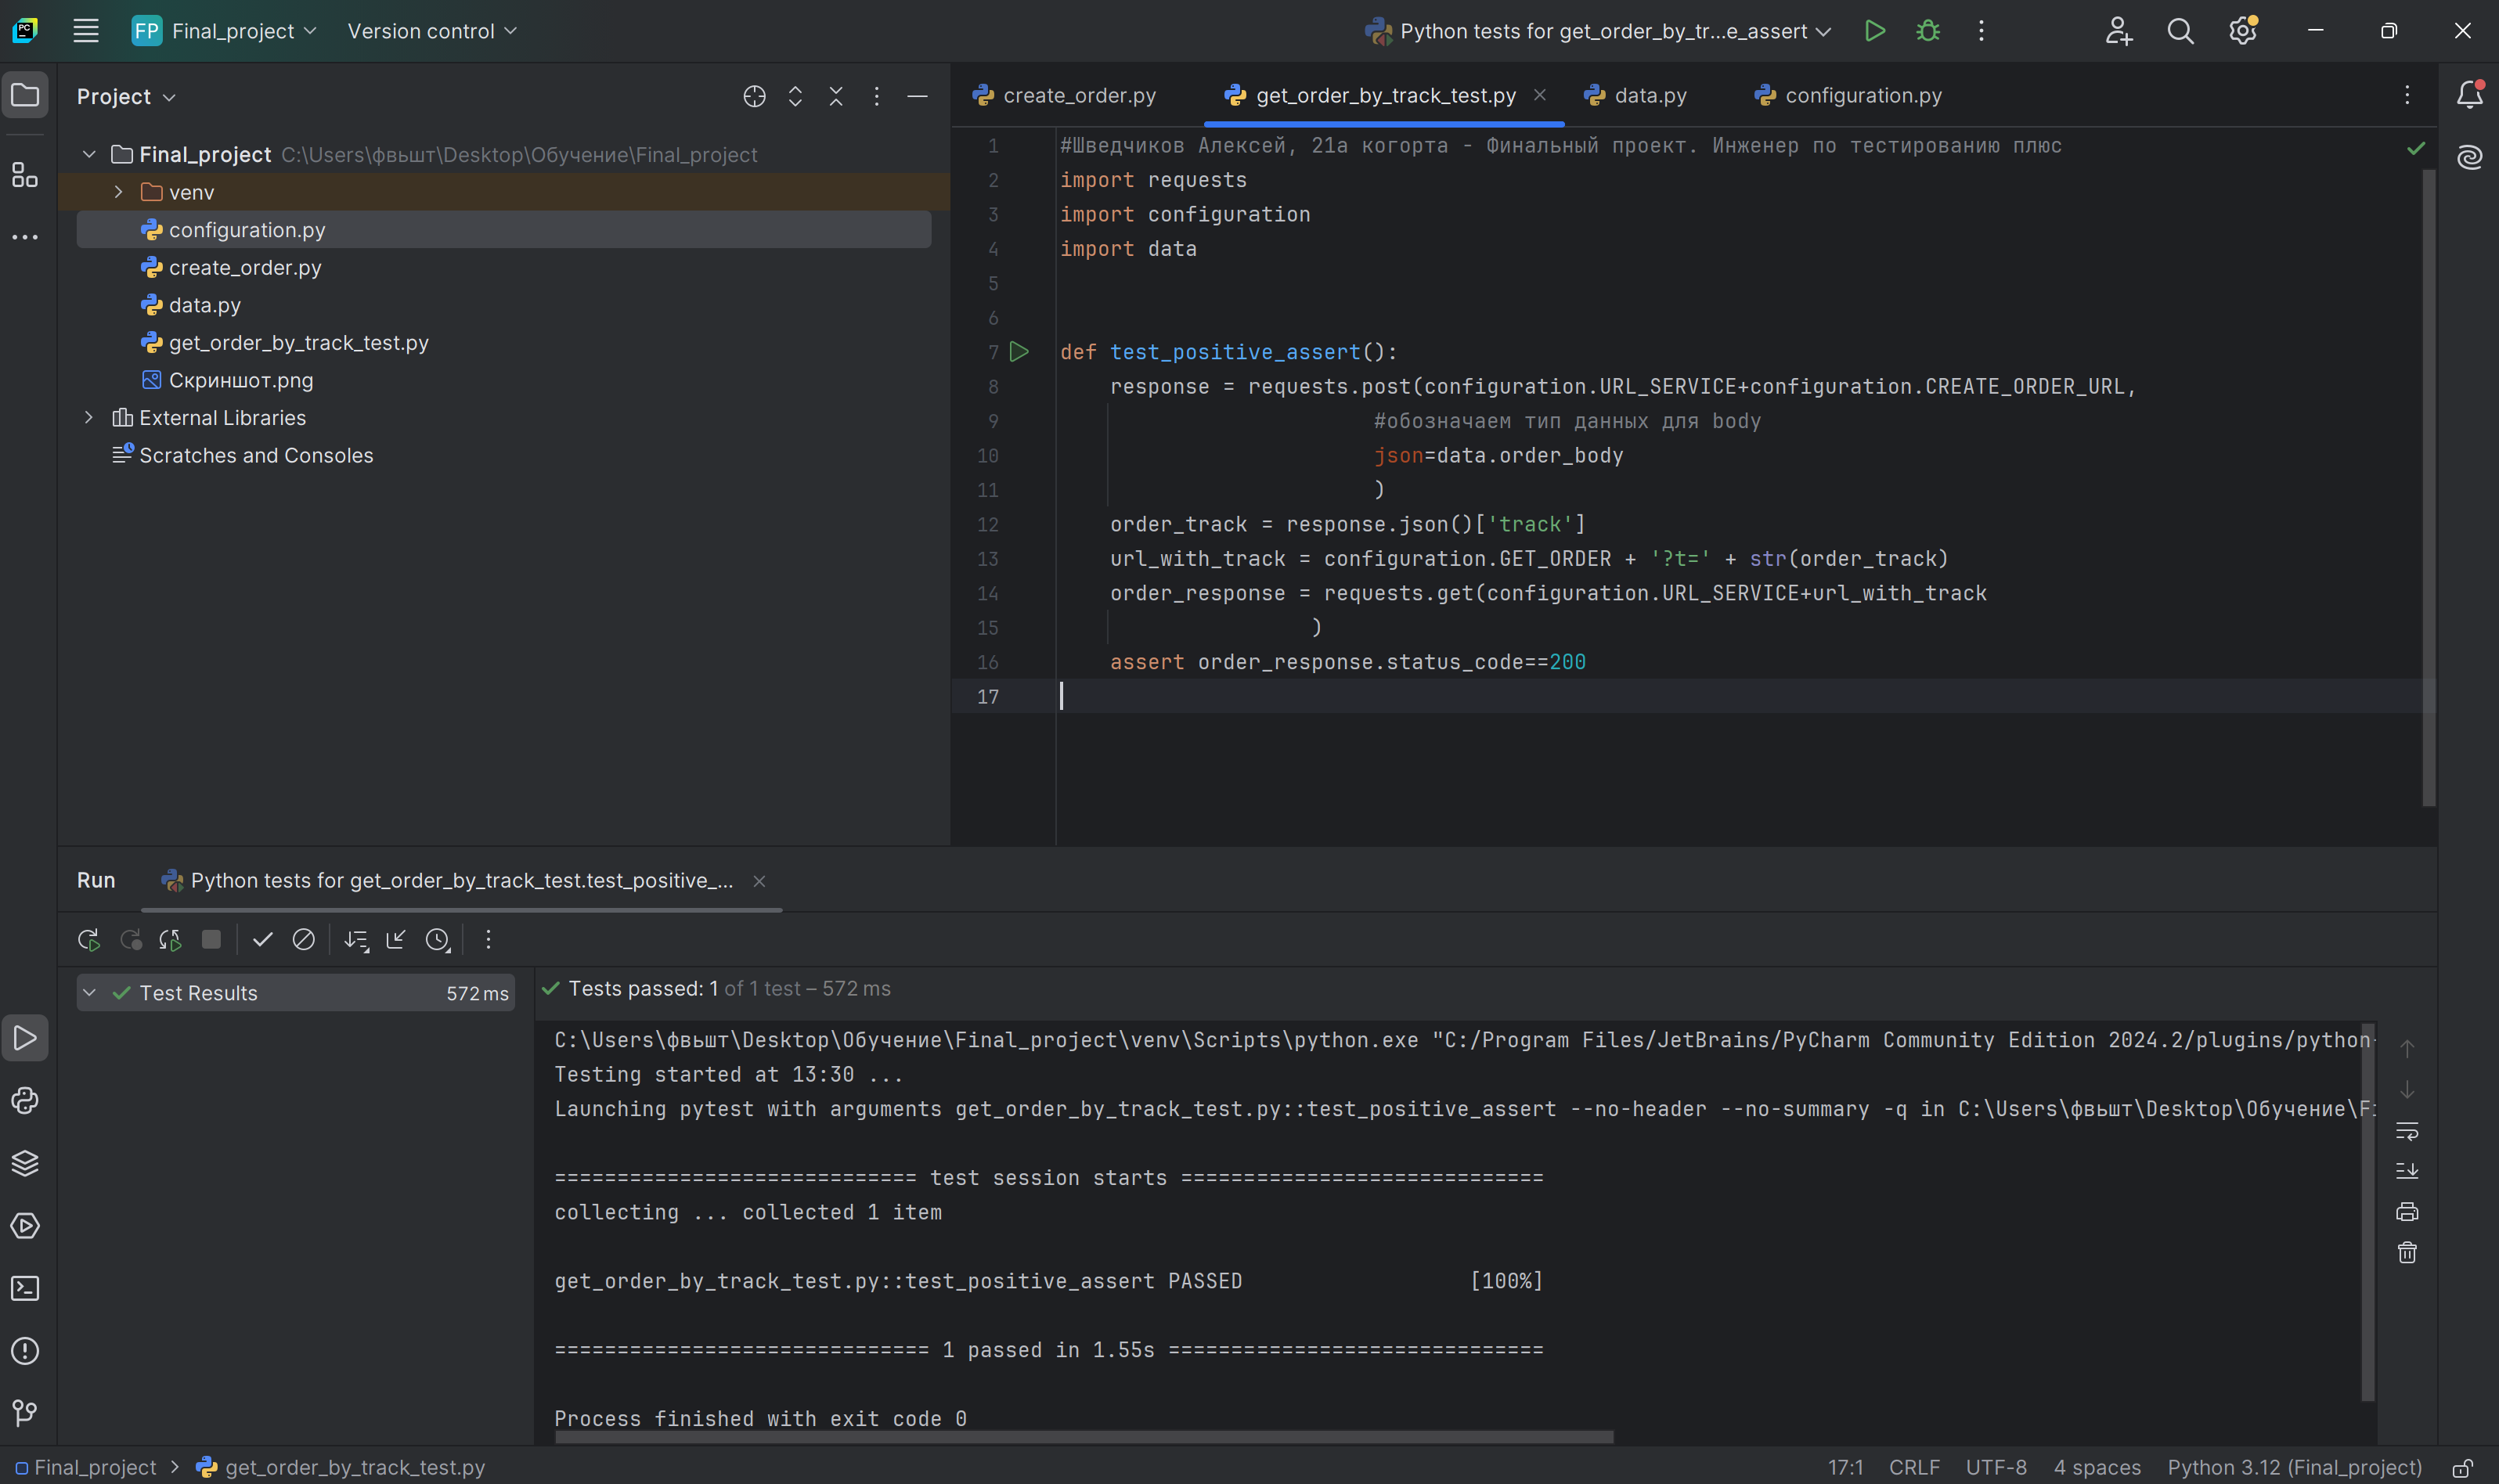 FP Final_project Version control Python tests for get_order_by_tr...e_assert
Project
Final_project C:\Users\фвьшт\Desktop\Обучение\Final_project
venv
configuration.py
create_order.py
data.py
get_order_by_track_test.py
Скриншот.png
External Libraries
Scratches and Consoles
create_order.py get_order_by_track_test.py data.py configuration.py
1 #Шведчиков Алексей, 21а когорта - Финальный проект. Инженер по тестированию плюс
2 import requests
3 import configuration
4 import data
5
6
7 def test_positive_assert():
8 response = requests.post(configuration.URL_SERVICE+configuration.CREATE_ORDER_URL,
9 #обозначаем тип данных для body
10 json=data.order_body
11 )
12 order_track = response.json()['track']
13 url_with_track = configuration.GET_ORDER + '?t=' + str(order_track)
14 order_response = requests.get(configuration.URL_SERVICE+url_with_track
15 )
16 assert order_response.status_code==200
17
Run Python tests for get_order_by_track_test.test_positive_...
Test Results 572 ms
Tests passed: 1 of 1 test – 572 ms
C:\Users\фвьшт\Desktop\Обучение\Final_project\venv\Scripts\python.exe "C:/Program Files/JetBrains/PyCharm Community Edition 2024.2/plugins/python-
Testing started at 13:30 ...
Launching pytest with arguments get_order_by_track_test.py::test_positive_assert --no-header --no-summary -q in C:\Users\фвьшт\Desktop\Обучение\Fi
============================= test session starts =============================
collecting ... collected 1 item
get_order_by_track_test.py::test_positive_assert PASSED [100%]
============================== 1 passed in 1.55s ==============================
Process finished with exit code 0
Final_project > get_order_by_track_test.py 17:1 CRLF UTF-8 4 spaces Python 3.12 (Final_project)